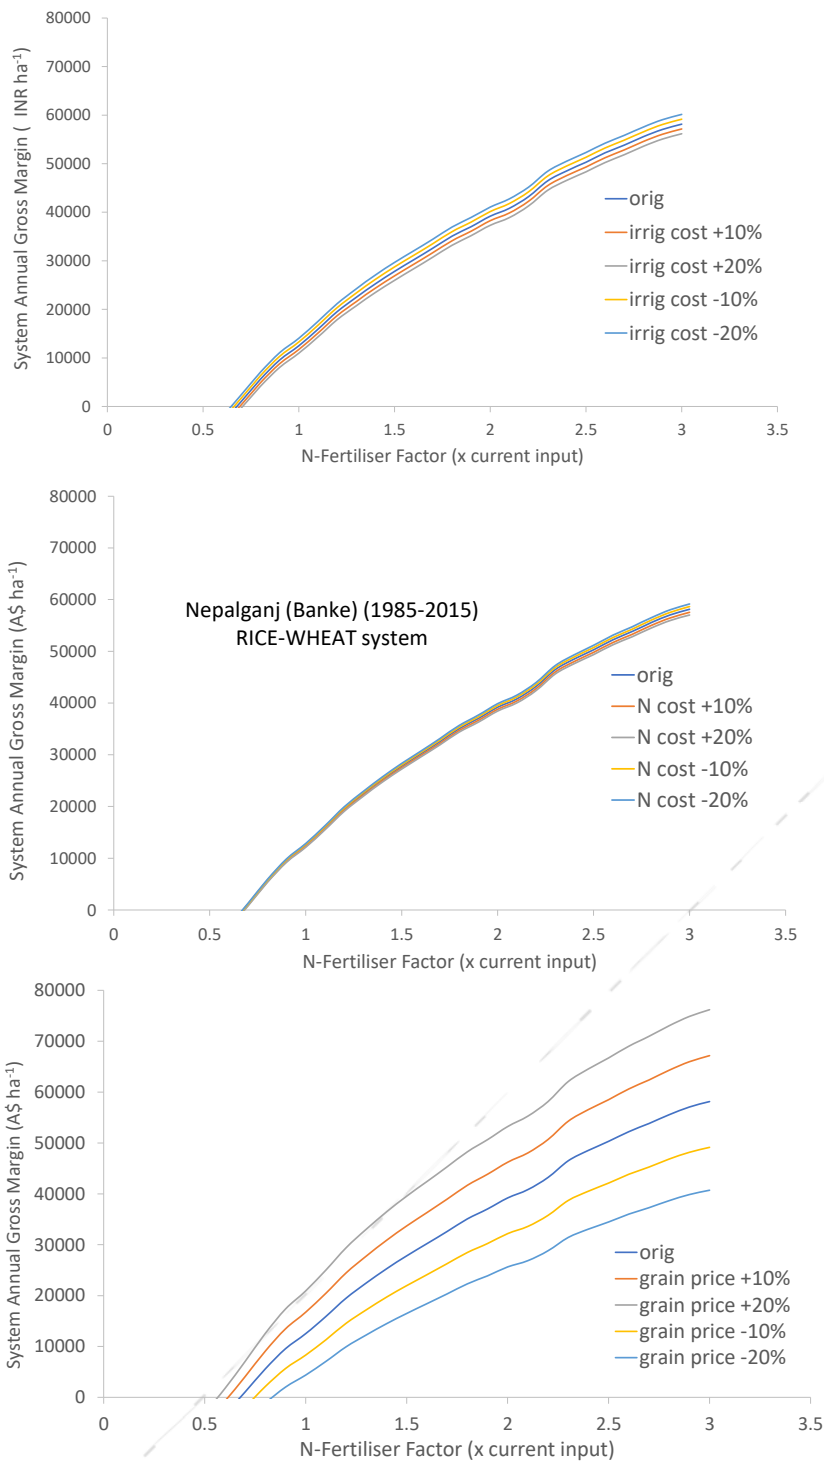 80000
70000
60000
50000
40000
30000
20000
10000
0
System Annual Gross Margin ( INR ha⁻¹)
orig
irrig cost +10%
irrig cost +20%
irrig cost -10%
irrig cost -20%
0 0.5 1 1.5 2 2.5 3 3.5
N-Fertiliser Factor (x current input)
80000
70000
60000
50000
40000
30000
20000
10000
0
System Annual Gross Margin (A$ ha⁻¹)
Nepalganj (Banke) (1985-2015)
RICE-WHEAT system
orig
N cost +10%
N cost +20%
N cost -10%
N cost -20%
0 0.5 1 1.5 2 2.5 3 3.5
N-Fertiliser Factor (x current input)
80000
70000
60000
50000
40000
30000
20000
10000
0
System Annual Gross Margin (A$ ha⁻¹)
orig
grain price +10%
grain price +20%
grain price -10%
grain price -20%
0 0.5 1 1.5 2 2.5 3 3.5
N-Fertiliser Factor (x current input)